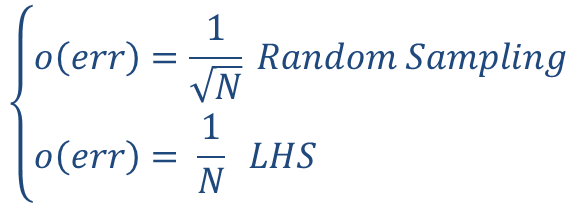 o(err) = 1/√N Random Sampling
o(err) = 1/N LHS